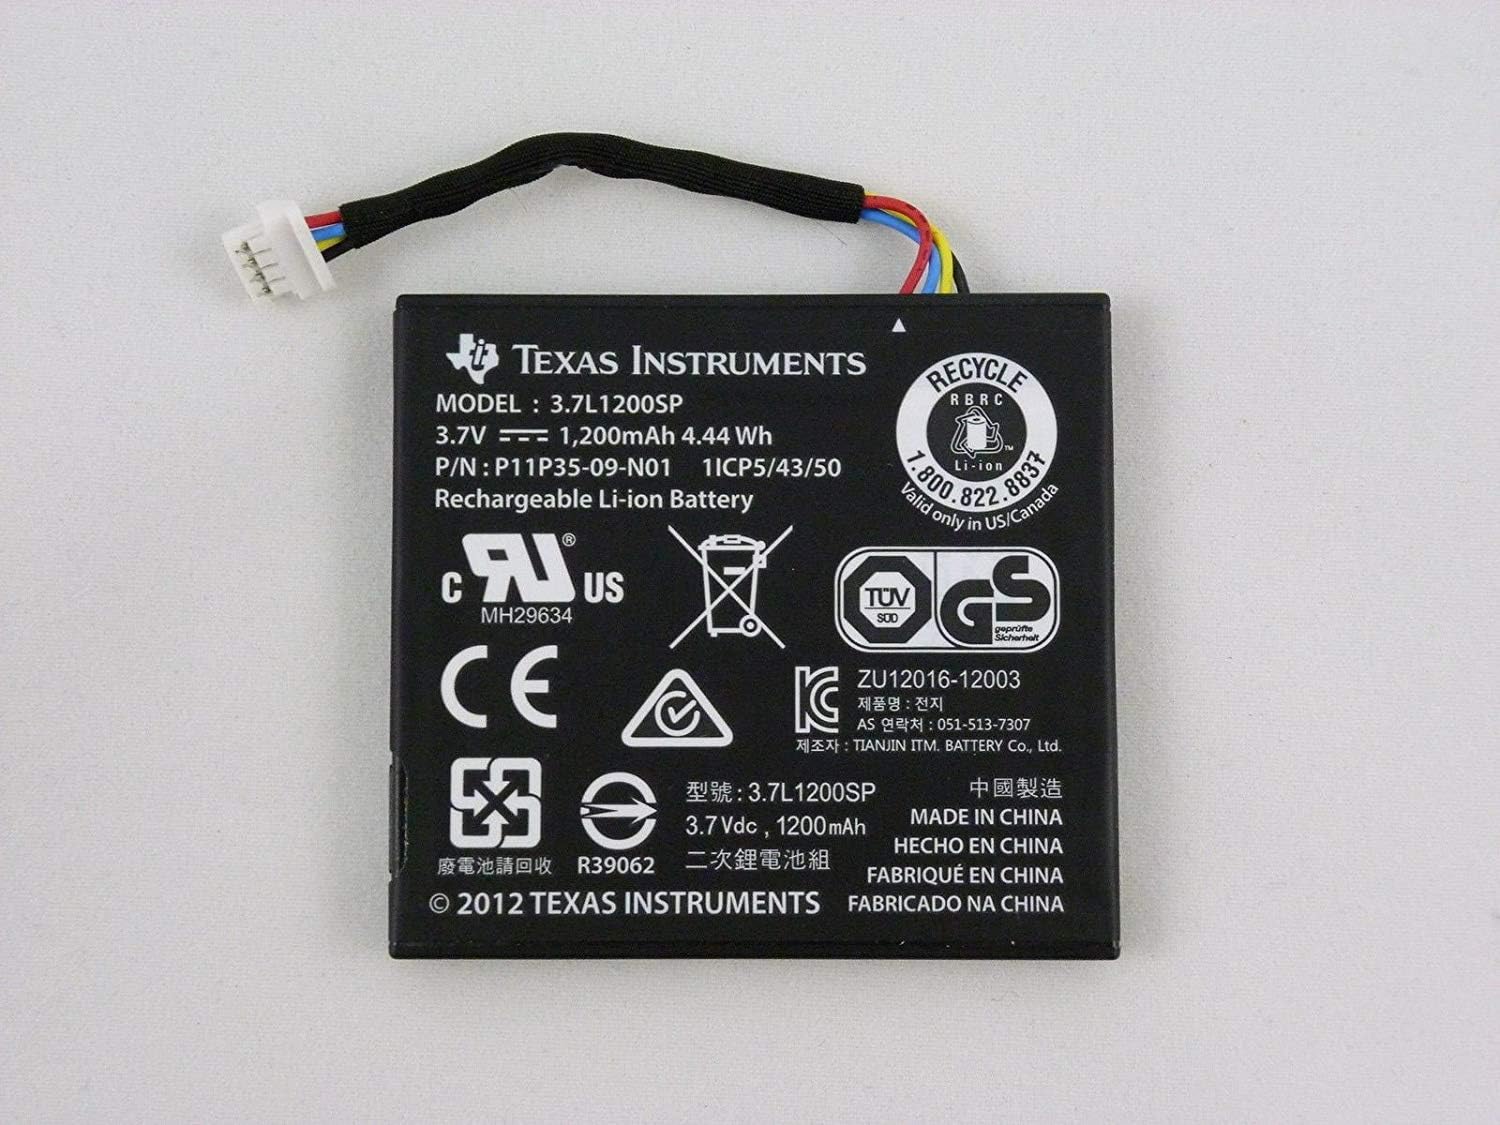 TEXAS INSTRUMENTS
MODEL : 3.7L1200SP
3.7V 1,200mAh 4.44 Wh
P/N : P11P35-09-N01 1ICP5/43/50
Rechargeable Li-ion Battery
RECYCLE
RBRC
TM
Li-ion
1.800.822.8837
Valid only in US/Canada
C RU® US
MH29634
TÜV
SÜD
GS
geprüfte
Sicherheit
CE
KC
ZU12016-12003
제품명 : 전지
AS 연락처 : 051-513-7307
제조자 : TIANJIN ITM. BATTERY Co., Ltd.
廢電池請回收
R39062
型號 : 3.7L1200SP
3.7 Vdc , 1200mAh
二次鋰電池組
中國製造
MADE IN CHINA
HECHO EN CHINA
FABRIQUÉ EN CHINA
FABRICADO NA CHINA
© 2012 TEXAS INSTRUMENTS